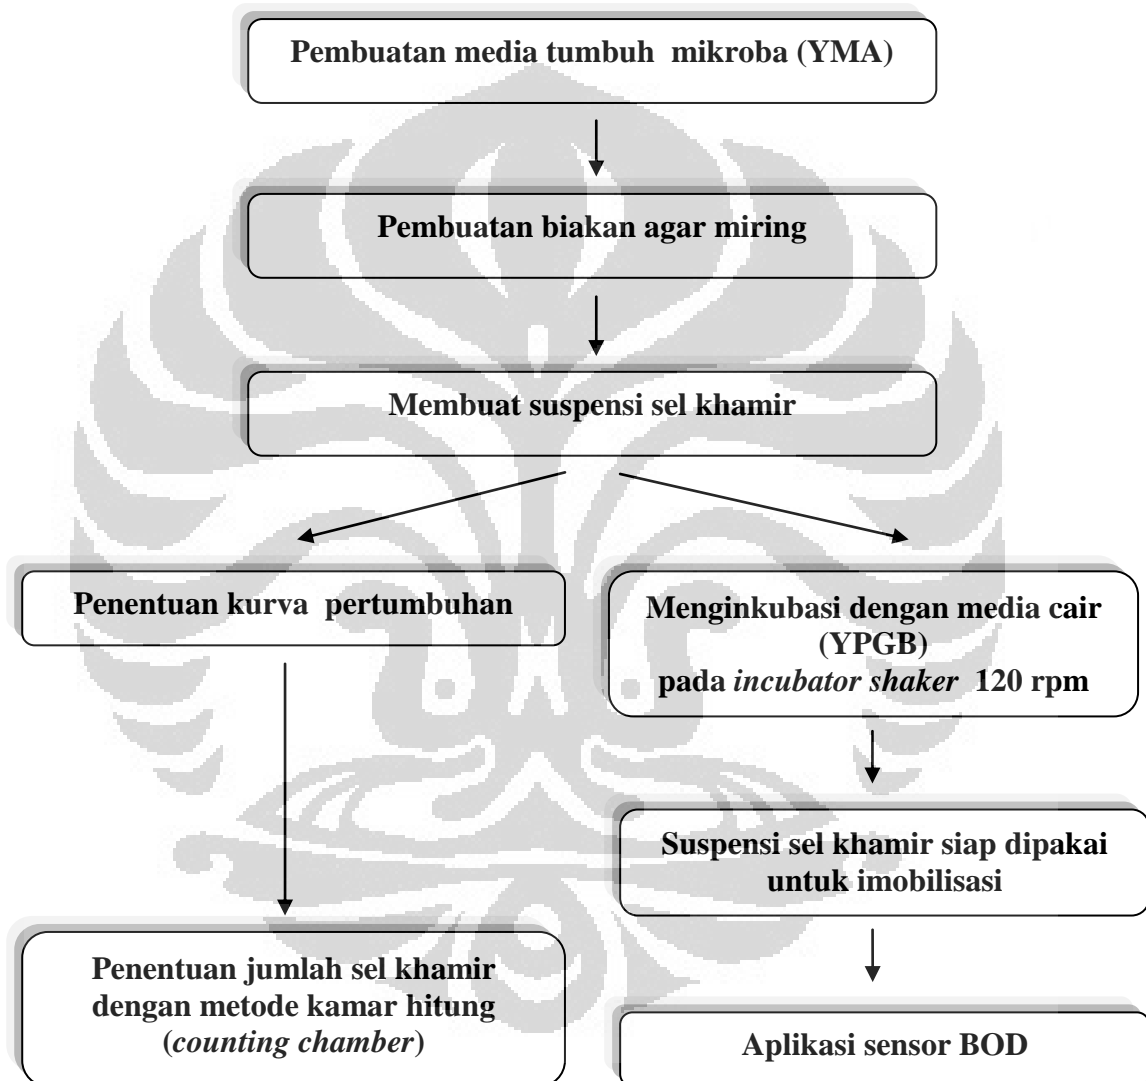 Pembuatan media tumbuh mikroba (YMA)
Pembuatan biakan agar miring
Membuat suspensi sel khamir
Penentuan kurva pertumbuhan
Menginkubasi dengan media cair
(YPGB)
pada incubator shaker 120 rpm
Suspensi sel khamir siap dipakai
untuk imobilisasi
Penentuan jumlah sel khamir
dengan metode kamar hitung
(counting chamber)
Aplikasi sensor BOD